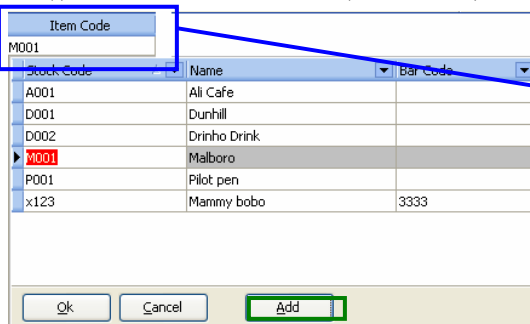 Item Code
M001
Stock Code Name Bar Code
A001 Ali Cafe
D001 Dunhill
D002 Drinho Drink
M001 Malboro
P001 Pilot pen
x123 Mammy bobo 3333
Ok Cancel Add